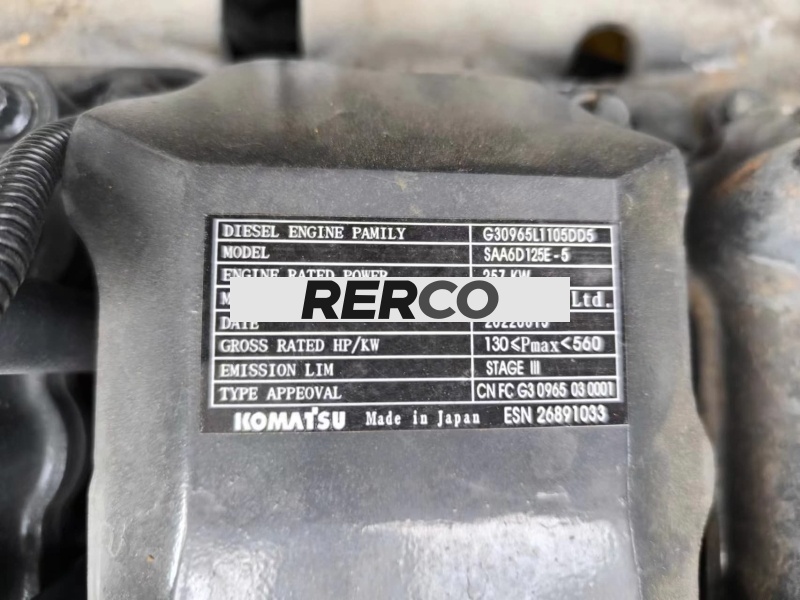 DIESEL ENGINE PAMILY G30965L1105DD5
MODEL SAA6D125E-5
ENGINE RATED POWER 257 KW
RERCO
Ltd.
DATE
GROSS RATED HP/KW 130≤Pmax<560
EMISSION LIM STAGE III
TYPE APPEOVAL CN FC G3 0965 03 0001
KOMATSU Made in Japan ESN 26891033